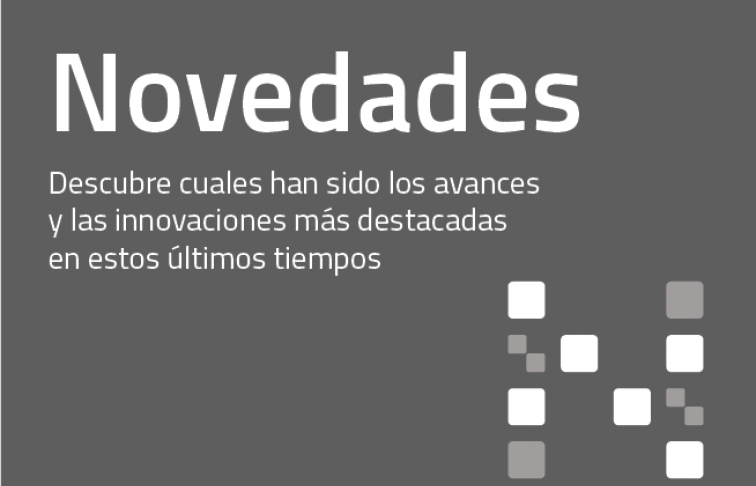 Novedades
Descubre cuales han sido los avances
y las innovaciones más destacadas
en estos últimos tiempos